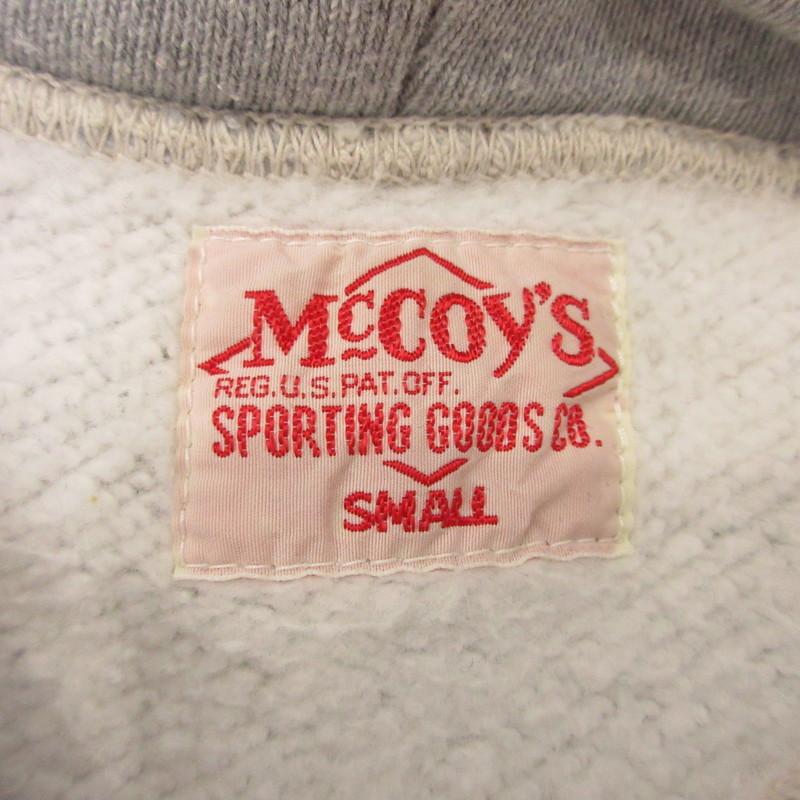 McCOY'S
REG.U.S.PAT.OFF.
SPORTING GOODS CO.
SMALL